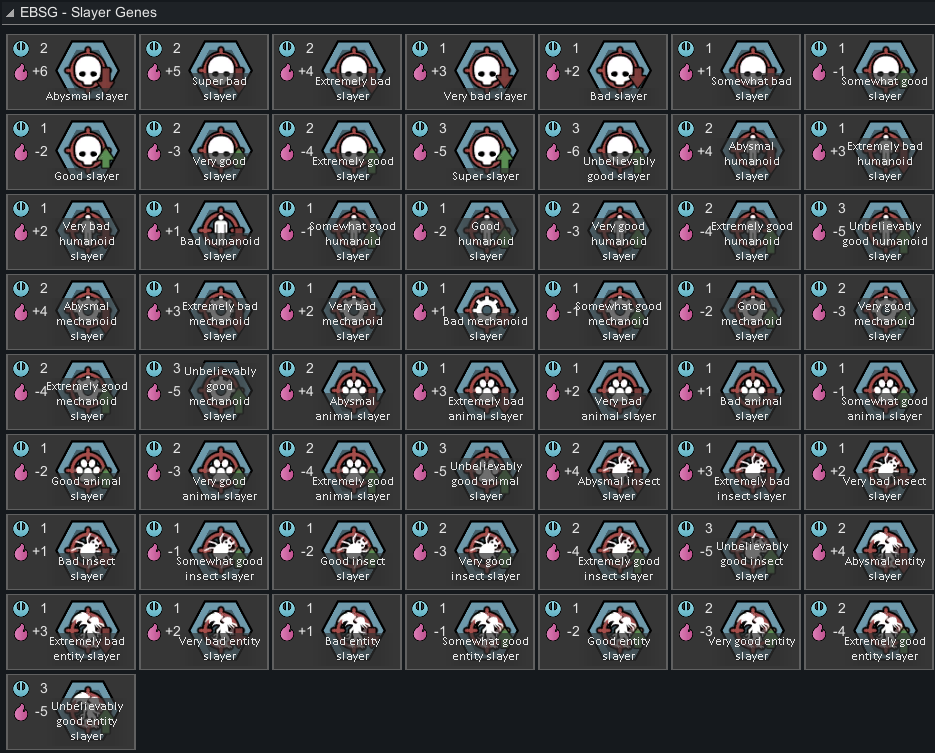 EBSG - Slayer Genes
2 +6 Abysmal slayer
2 +5 Super bad slayer
2 +4 Extremely bad slayer
1 +3 Very bad slayer
1 +2 Bad slayer
1 +1 Somewhat bad slayer
1 -1 Somewhat good slayer
1 -2 Good slayer
2 -3 Very good slayer
2 -4 Extremely good slayer
3 -5 Super slayer
3 -6 Unbelievably good slayer
2 +4 Abysmal humanoid slayer
1 +3 Extremely bad humanoid slayer
1 +2 Very bad humanoid slayer
1 +1 Bad humanoid slayer
1 -1 Somewhat good humanoid slayer
1 -2 Good humanoid slayer
2 -3 Very good humanoid slayer
2 -4 Extremely good humanoid slayer
3 -5 Unbelievably good humanoid slayer
2 +4 Abysmal mechanoid slayer
1 +3 Extremely bad mechanoid slayer
1 +2 Very bad mechanoid slayer
1 +1 Bad mechanoid slayer
1 -1 Somewhat good mechanoid slayer
1 -2 Good mechanoid slayer
2 -3 Very good mechanoid slayer
2 -4 Extremely good mechanoid slayer
3 -5 Unbelievably good mechanoid slayer
2 +4 Abysmal animal slayer
1 +3 Extremely bad animal slayer
1 +2 Very bad animal slayer
1 +1 Bad animal slayer
1 -1 Somewhat good animal slayer
1 -2 Good animal slayer
2 -3 Very good animal slayer
2 -4 Extremely good animal slayer
3 -5 Unbelievably good animal slayer
2 +4 Abysmal insect slayer
1 +3 Extremely bad insect slayer
1 +2 Very bad insect slayer
1 +1 Bad insect slayer
1 -1 Somewhat good insect slayer
1 -2 Good insect slayer
2 -3 Very good insect slayer
2 -4 Extremely good insect slayer
3 -5 Unbelievably good insect slayer
2 +4 Abysmal entity slayer
1 +3 Extremely bad entity slayer
1 +2 Very bad entity slayer
1 +1 Bad entity slayer
1 -1 Somewhat good entity slayer
1 -2 Good entity slayer
2 -3 Very good entity slayer
2 -4 Extremely good entity slayer
3 -5 Unbelievably good entity slayer